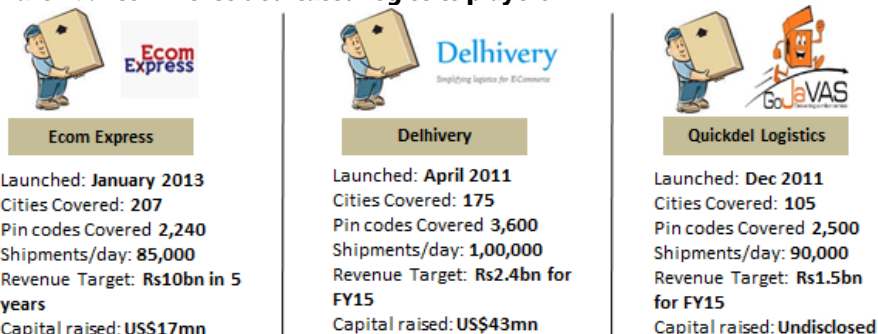 Ecom
Express
Ecom Express
Launched: January 2013
Cities Covered: 207
Pin codes Covered 2,240
Shipments/day: 85,000
Revenue Target: Rs10bn in 5
years
Capital raised: US$17mn
Delhivery
Simplifying logistics for E-Commerce
Delhivery
Launched: April 2011
Cities Covered: 175
Pin codes Covered 3,600
Shipments/day: 1,00,000
Revenue Target: Rs2.4bn for
FY15
Capital raised: US$43mn
GoJaVAS
Quickdel Logistics
Launched: Dec 2011
Cities Covered: 105
Pin codes Covered 2,500
Shipments/day: 90,000
Revenue Target: Rs1.5bn
for FY15
Capital raised: Undisclosed